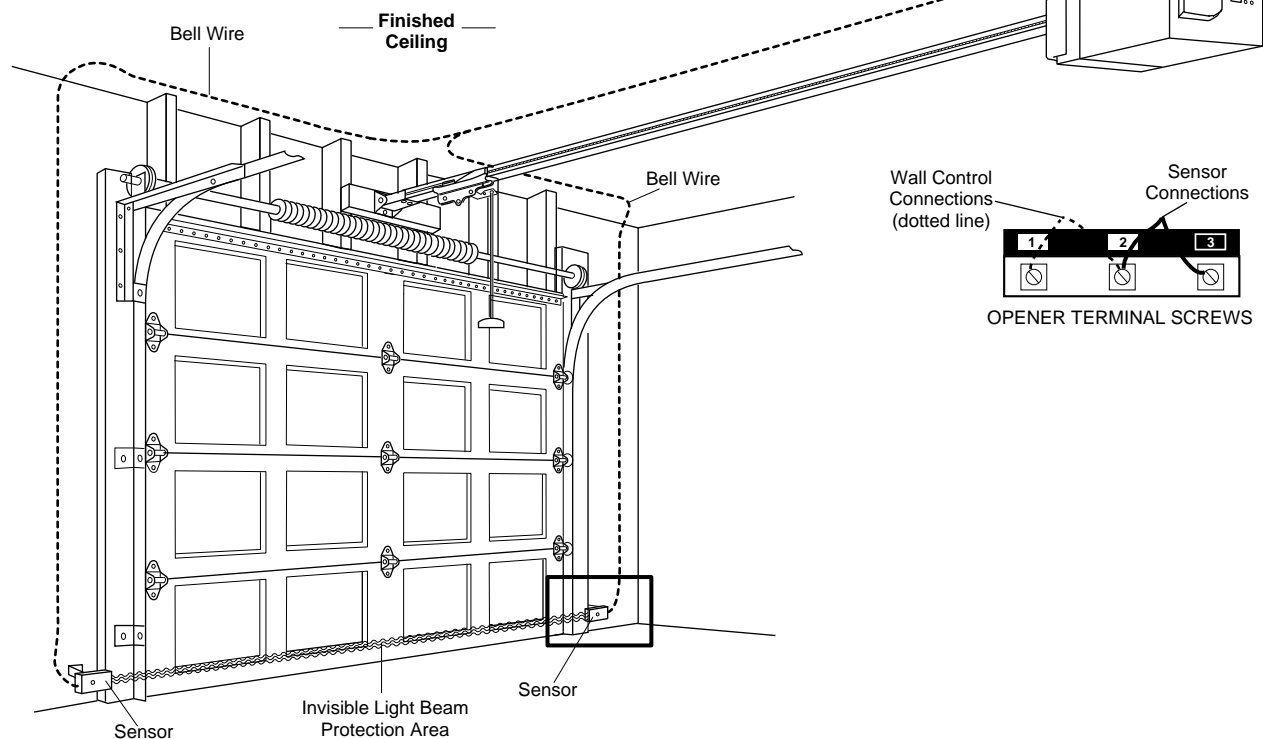 Finished
Ceiling
Bell Wire
Bell Wire
Wall Control
Connections
(dotted line)
Sensor
Connections
1 2 3
OPENER TERMINAL SCREWS
Sensor
Invisible Light Beam
Protection Area
Sensor